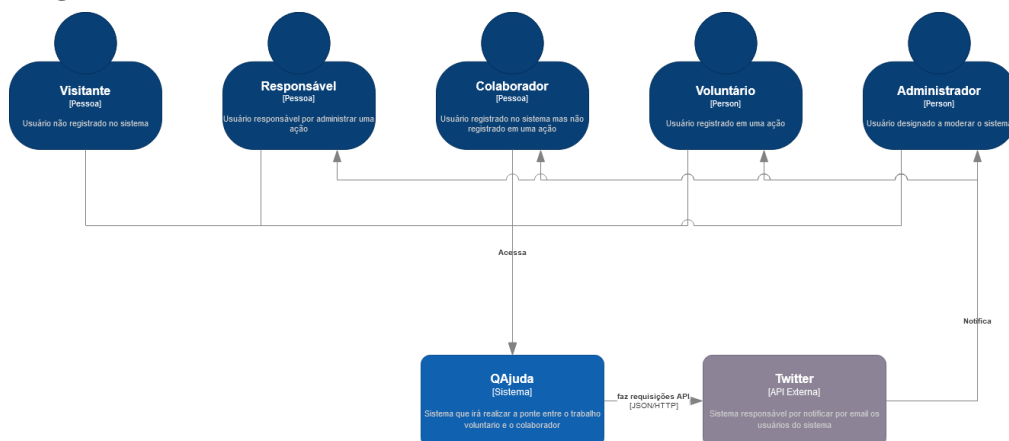 Visitante
[Pessoa]
Usuário não registrado no sistema
Responsável
[Pessoa]
Usuário responsável por administrar uma
ação
Colaborador
[Pessoa]
Usuário registrado no sistema mas não
registrado em uma ação
Voluntário
[Person]
Usuário registrado em uma ação
Administrador
[Person]
Usuário designado a moderar o sistema
Acessa
Notifica
QAjuda
[Sistema]
Sistema que irá realizar a ponte entre o trabalho
voluntario e o colaborador
faz requisições API
[JSON/HTTP]
Twitter
[API Externa]
Sistema responsável por notificar por email os
usuários do sistema